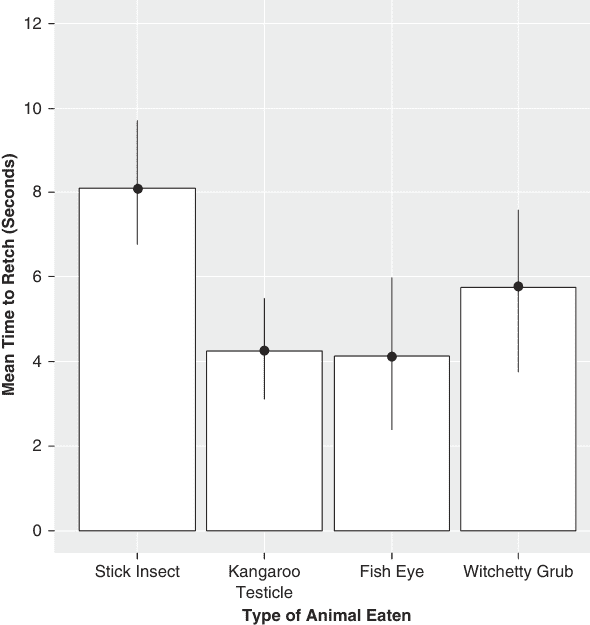 12
10
8
6
4
2
0
Mean Time to Retch (Seconds)
Stick Insect
Kangaroo
Testicle
Fish Eye
Witchetty Grub
Type of Animal Eaten